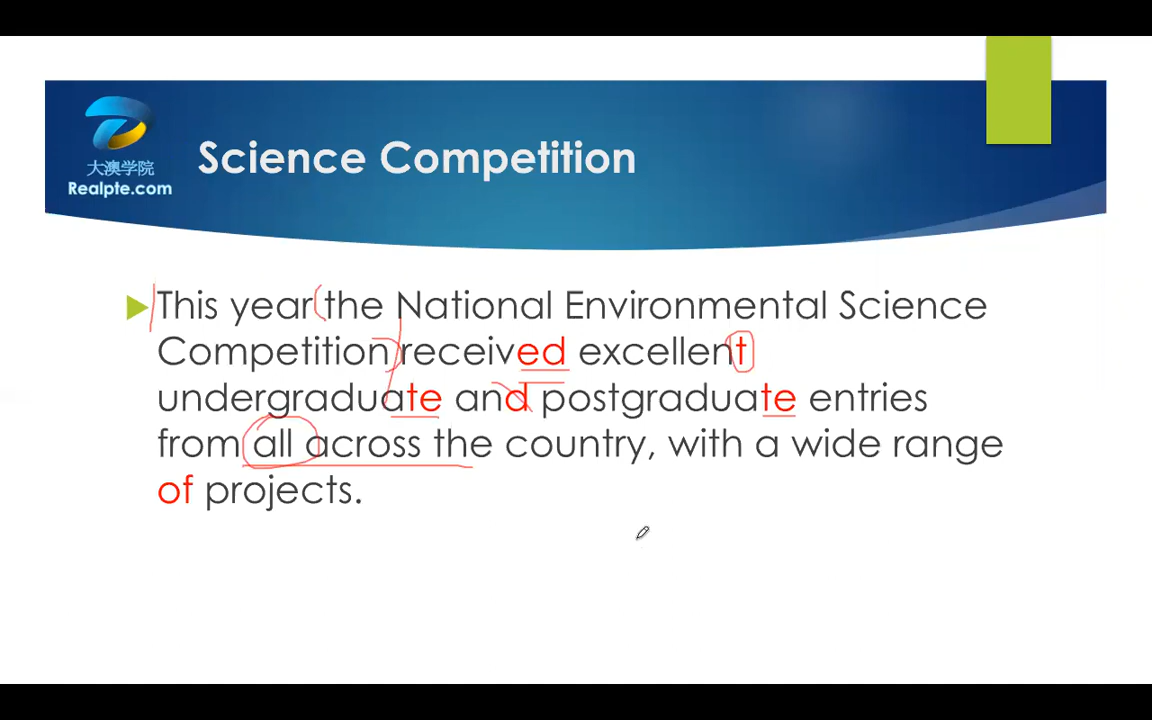 大澳学院
Realpte.com
Science Competition
This year the National Environmental Science
Competition received excellent
undergraduate and postgraduate entries
from all across the country, with a wide range
of projects.